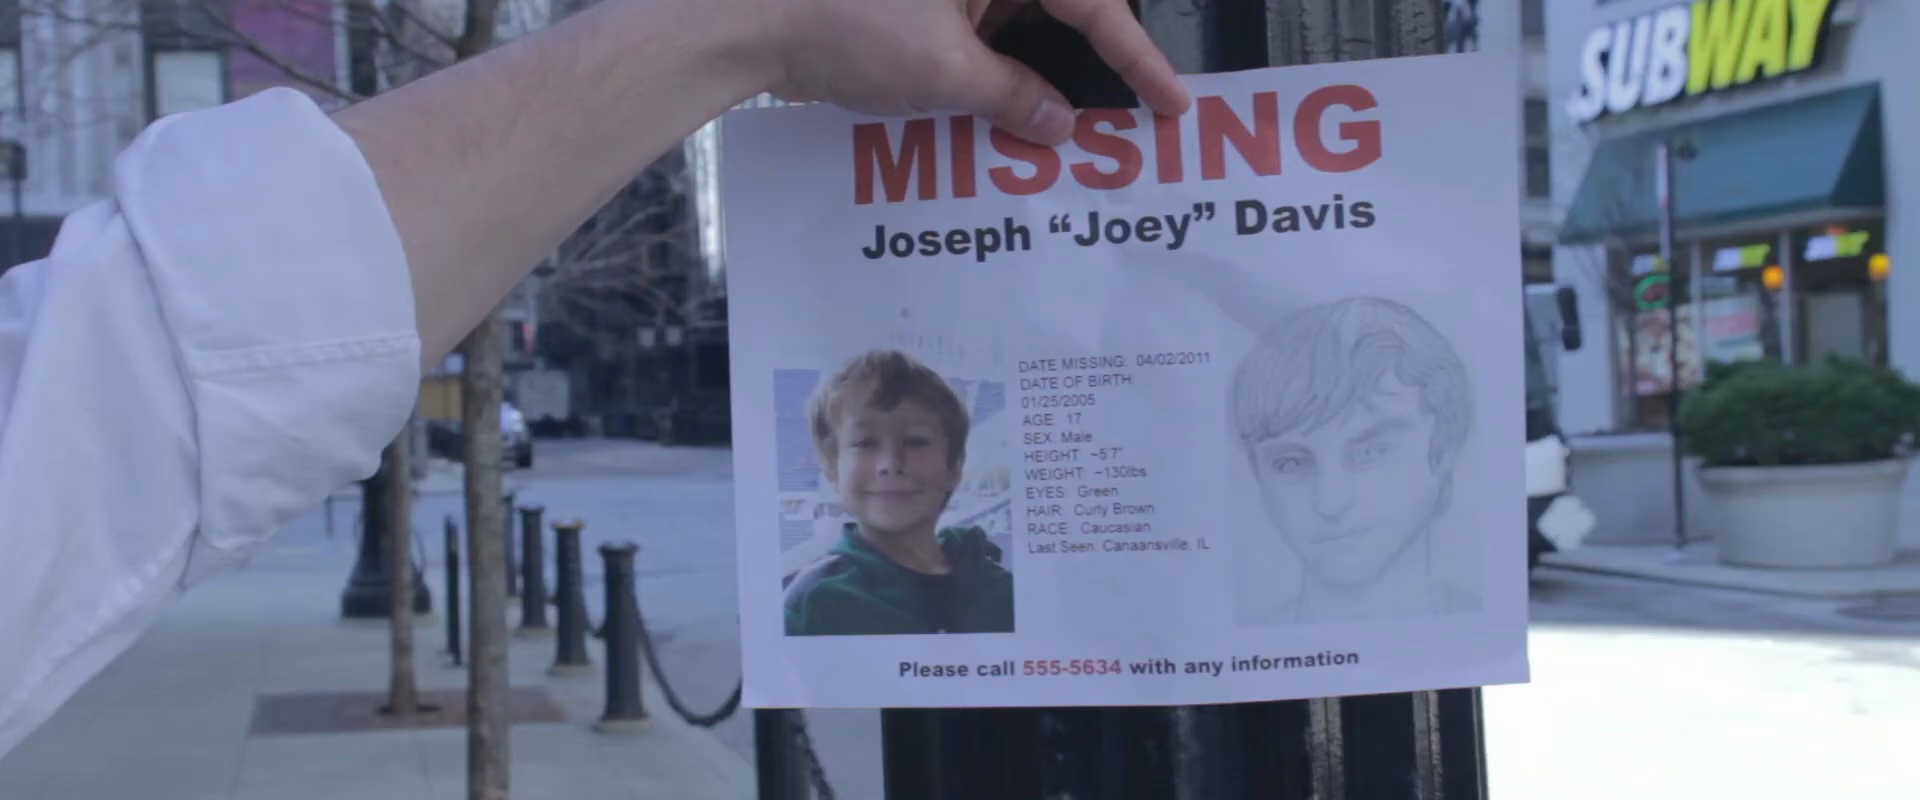 SUBWAY
MISSING
Joseph “Joey” Davis
DATE MISSING: 04/02/2011
DATE OF BIRTH:
01/25/2005
AGE: 17
SEX: Male
HEIGHT: ~5'7"
WEIGHT: ~130lbs
EYES: Green
HAIR: Curly Brown
RACE: Caucasian
Last Seen: Canaansville, IL
Please call 555-5634 with any information